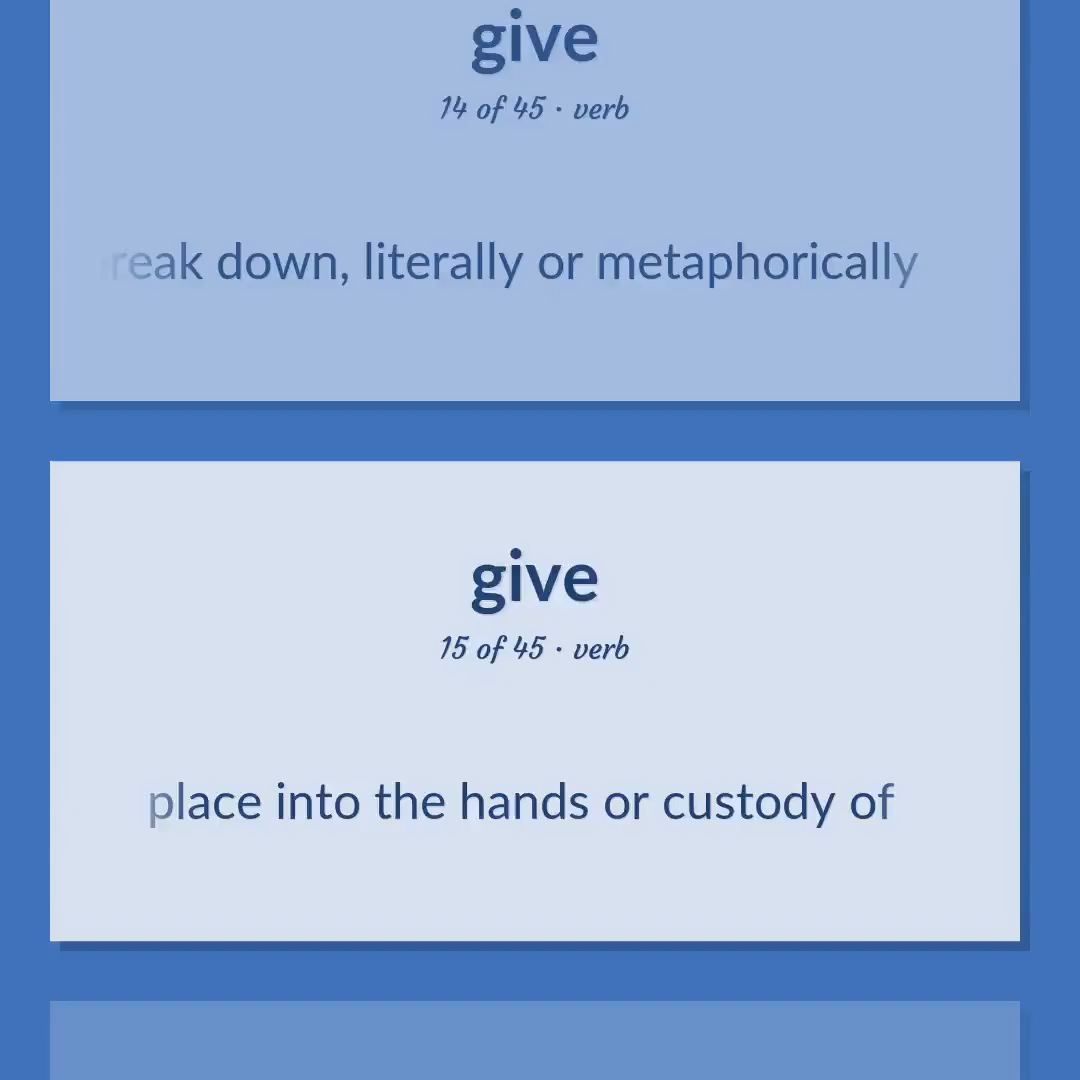 give
14 of 45 · verb
reak down, literally or metaphorically
give
15 of 45 · verb
place into the hands or custody of